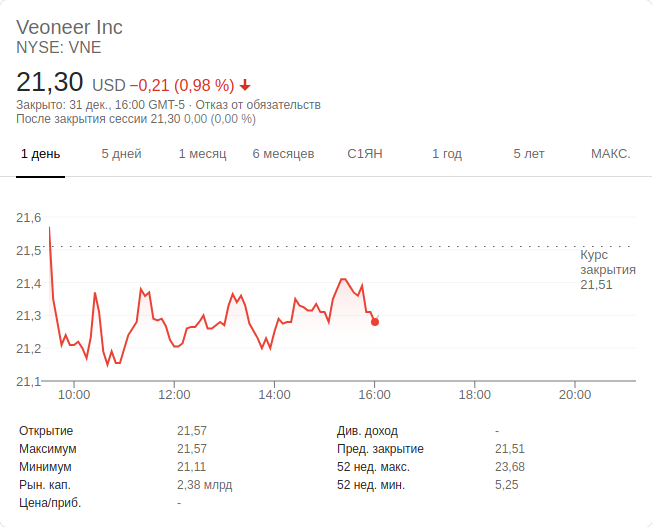 Veoneer Inc
NYSE: VNE
21,30 USD −0,21 (0,98 %)
Закрыто: 31 дек., 16:00 GMT-5 · Отказ от обязательств
После закрытия сессии 21,30 0,00 (0,00 %)
1 день 5 дней 1 месяц 6 месяцев С1ЯН 1 год 5 лет МАКС.
21,6
21,5
Курс
закрытия
21,51
21,4
21,3
21,2
21,1
10:00 12:00 14:00 16:00 18:00 20:00
Открытие 21,57 Див. доход -
Максимум 21,57 Пред. закрытие 21,51
Минимум 21,11 52 нед. макс. 23,68
Рын. кап. 2,38 млрд 52 нед. мин. 5,25
Цена/приб. -